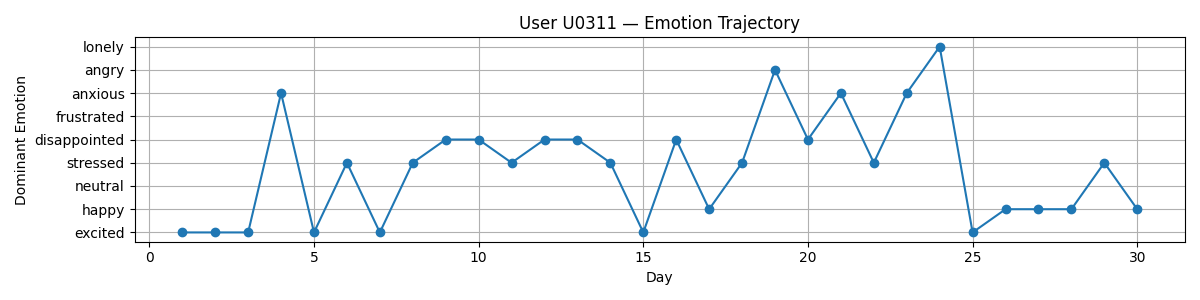 User U0311 — Emotion Trajectory
Dominant Emotion
lonely
angry
anxious
frustrated
disappointed
stressed
neutral
happy
excited
0 5 10 15 20 25 30
Day